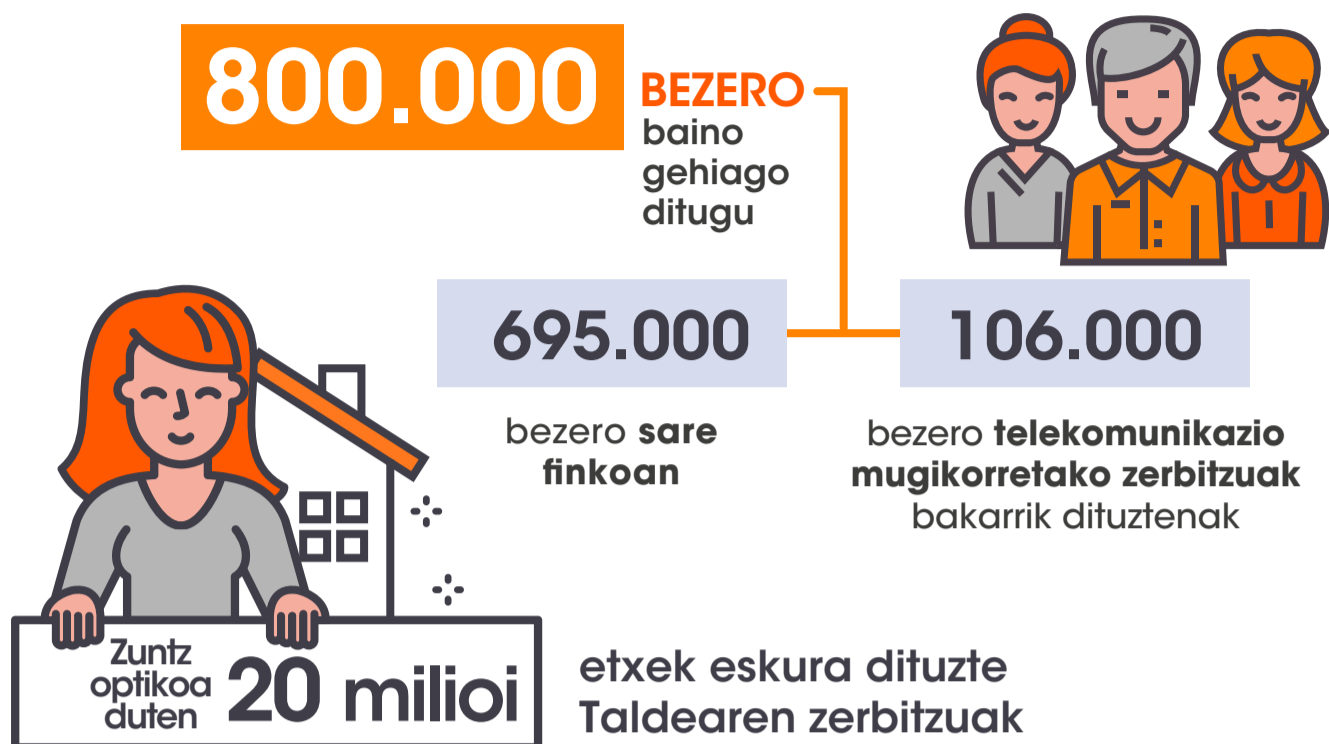 800.000
BEZERO
baino
gehiago
ditugu
695.000
bezero sare
finkoan
106.000
bezero telekomunikazio
mugikorretako zerbitzuak
bakarrik dituztenak
Zuntz
optikoa
duten
20 milioi
etxek eskura dituzte
Taldearen zerbitzuak